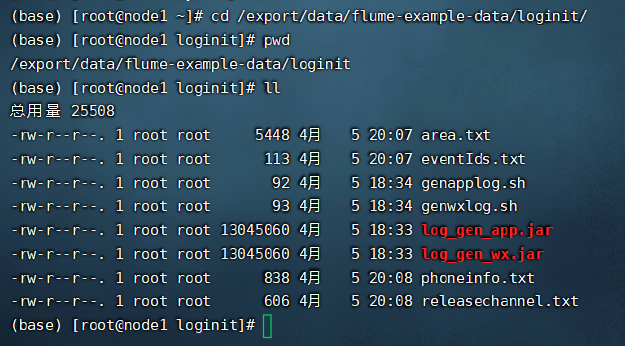 (base) [root@node1 ~]# cd /export/data/flume-example-data/loginit/
(base) [root@node1 loginit]# pwd
/export/data/flume-example-data/loginit
(base) [root@node1 loginit]# ll
总用量 25508
-rw-r--r--. 1 root root     5448 4月   5 20:07 area.txt
-rw-r--r--. 1 root root      113 4月   5 20:07 eventIds.txt
-rw-r--r--. 1 root root       92 4月   5 18:34 genapplog.sh
-rw-r--r--. 1 root root       93 4月   5 18:34 genwxlog.sh
-rw-r--r--. 1 root root 13045060 4月   5 18:33 log_gen_app.jar
-rw-r--r--. 1 root root 13045060 4月   5 18:33 log_gen_wx.jar
-rw-r--r--. 1 root root      838 4月   5 20:08 phoneinfo.txt
-rw-r--r--. 1 root root      606 4月   5 20:08 releasechannel.txt
(base) [root@node1 loginit]#